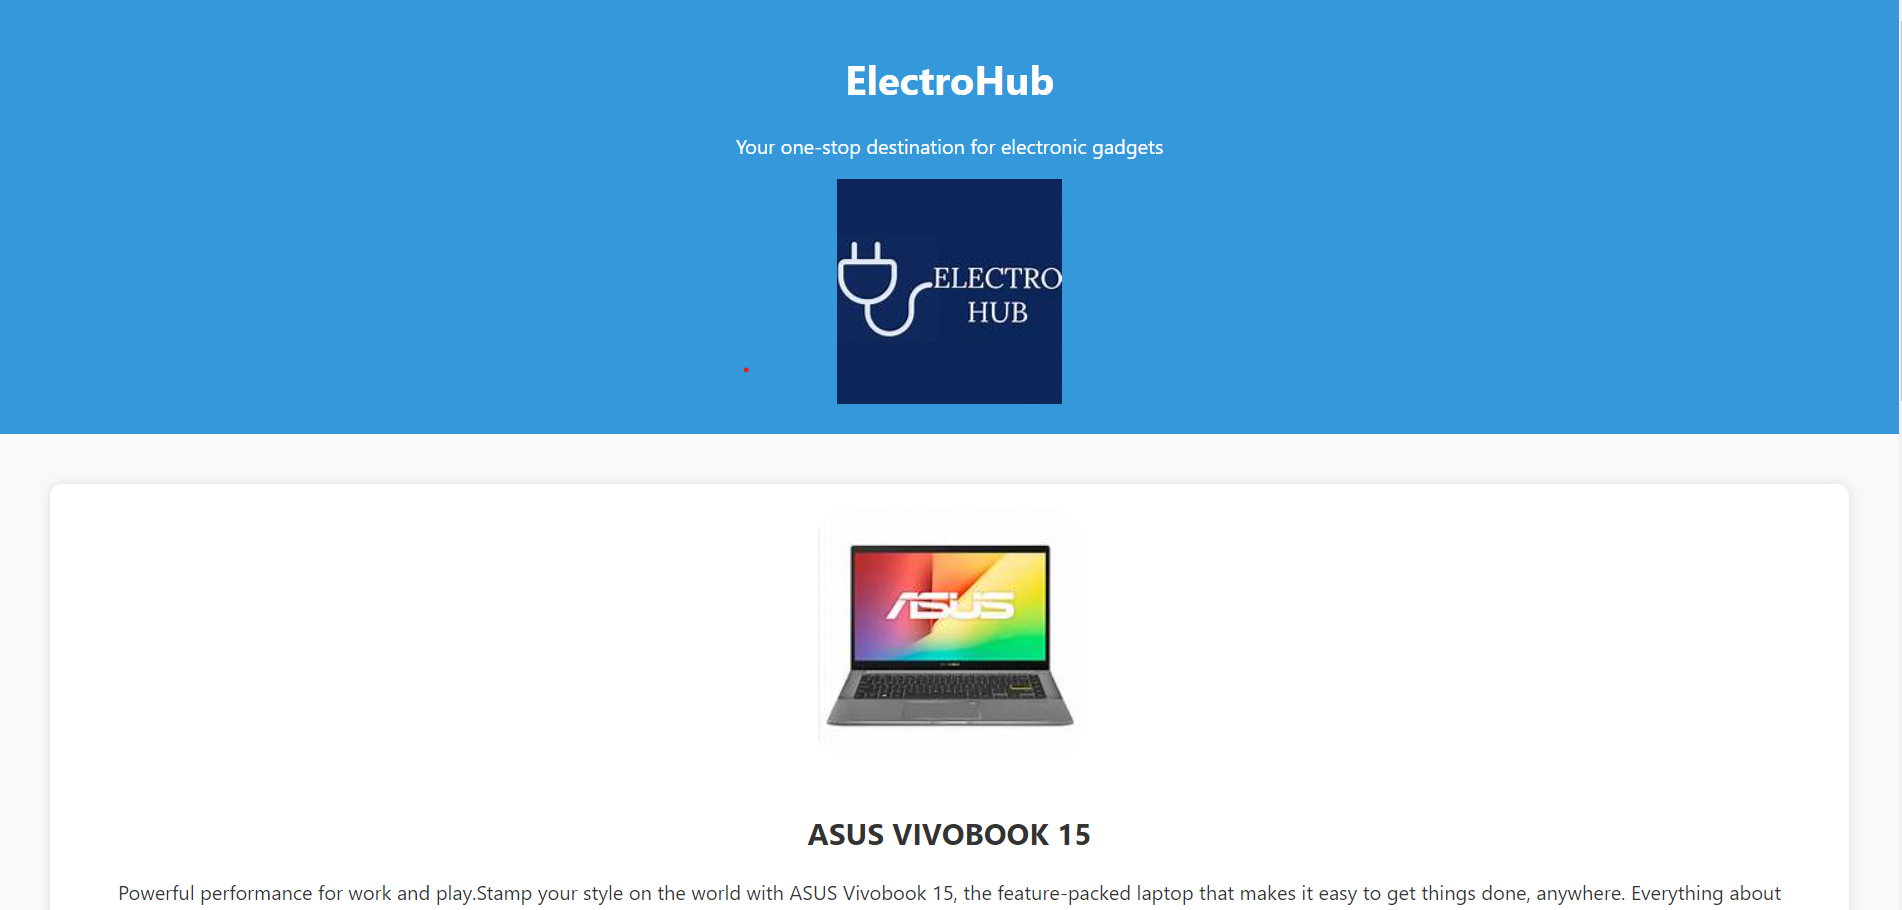 ElectroHub
Your one-stop destination for electronic gadgets
ELECTRO
HUB
ASUS
ASUS VIVOBOOK 15
Powerful performance for work and play.Stamp your style on the world with ASUS Vivobook 15, the feature-packed laptop that makes it easy to get things done, anywhere. Everything about